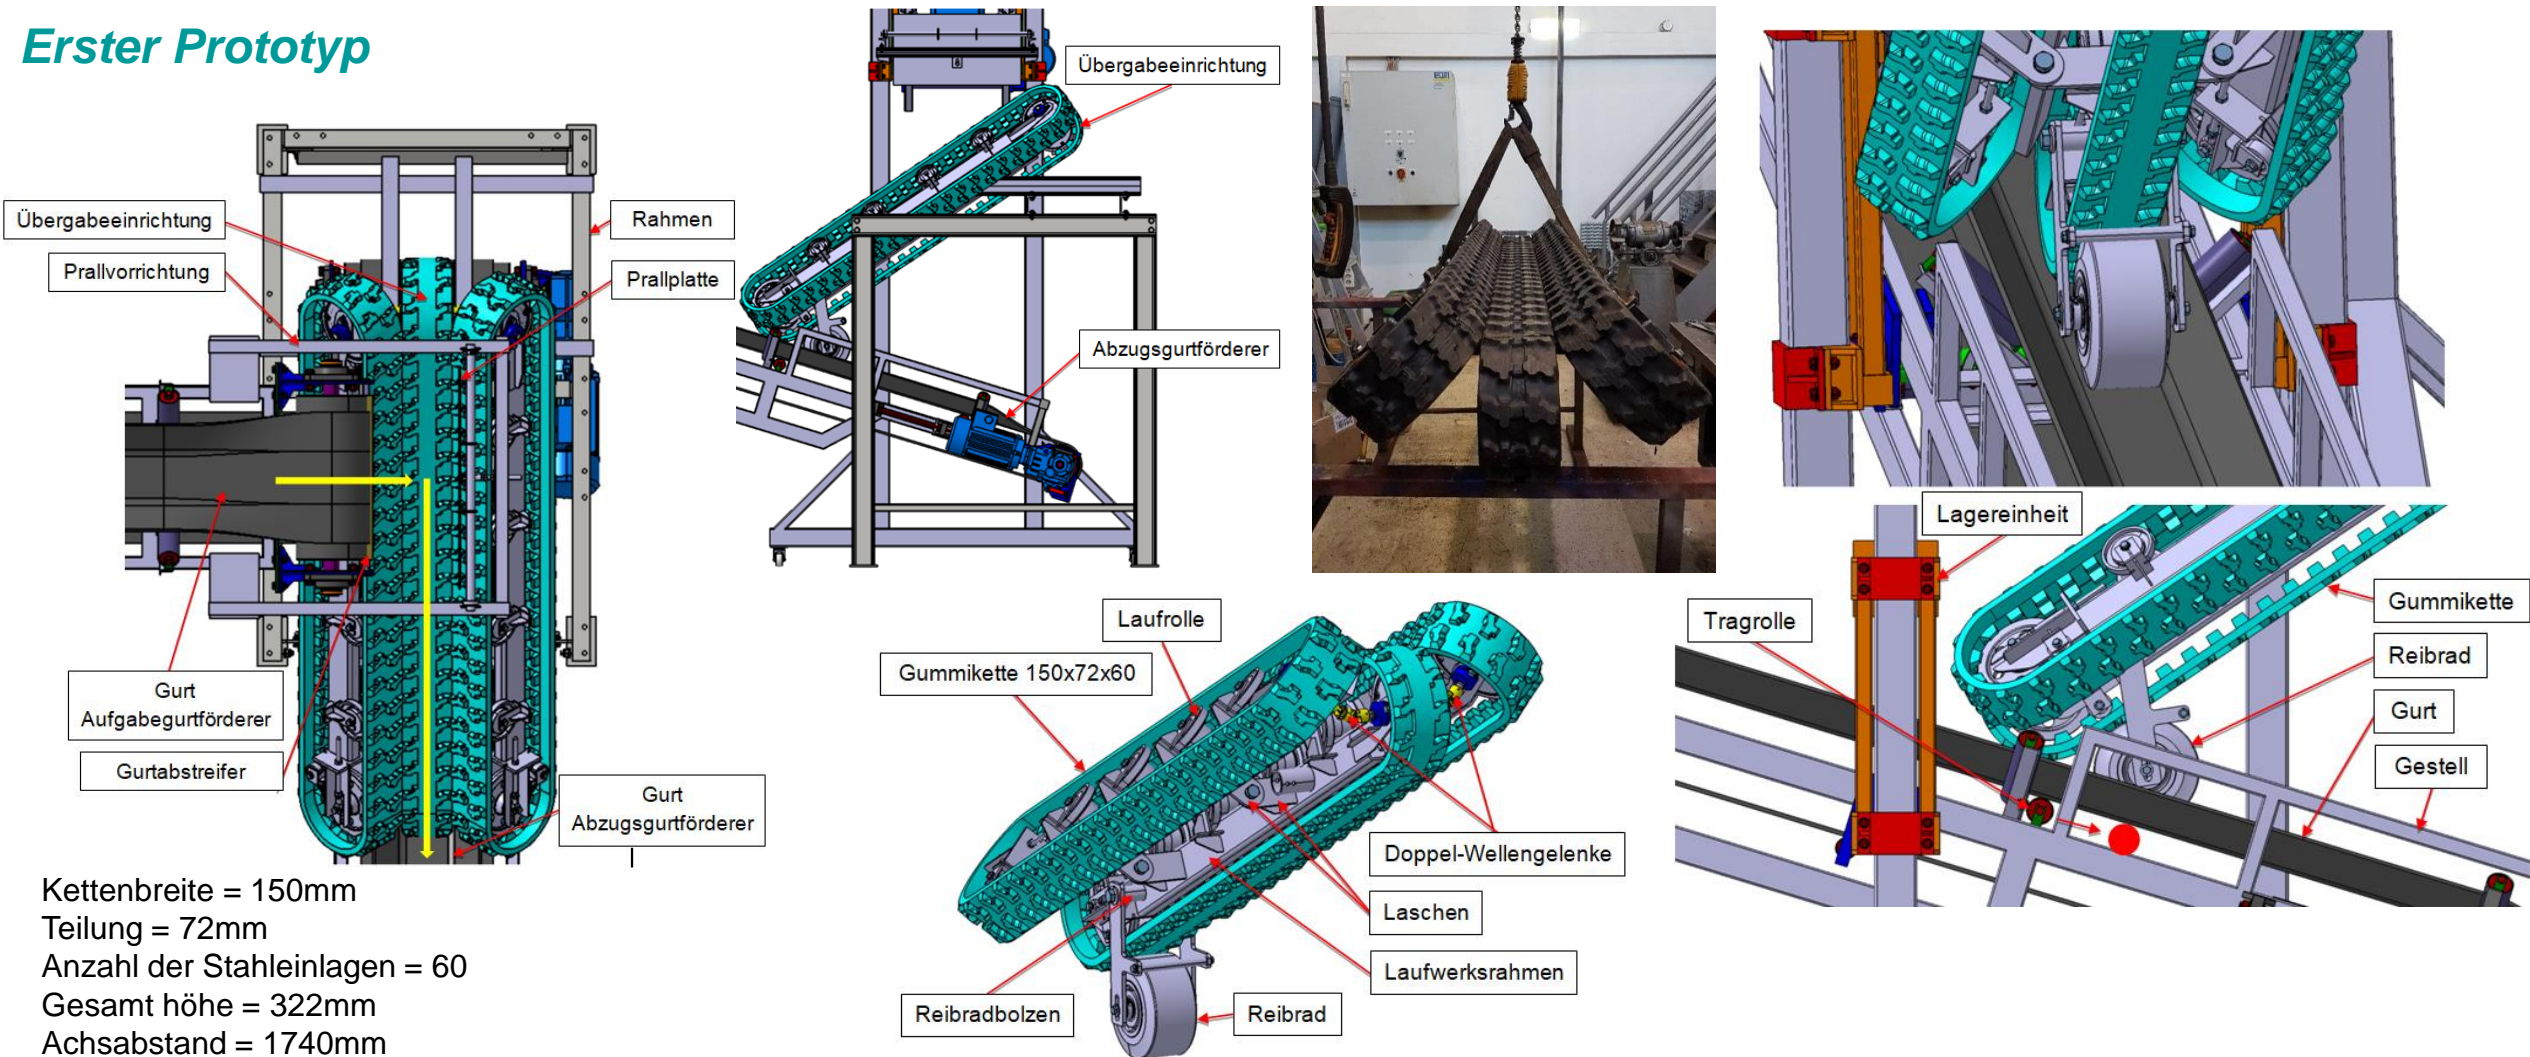 Erster Prototyp
Übergabeeinrichtung
Prallvorrichtung
Rahmen
Prallplatte
Gurt
Aufgabegurtförderer
Gurtabstreifer
Gurt
Abzugsgurtförderer
Übergabeeinrichtung
Abzugsgurtförderer
Lagereinheit
Tragrolle
Gummikette
Reibrad
Gurt
Gestell
Laufrolle
Gummikette 150x72x60
Doppel-Wellengelenke
Laschen
Laufwerksrahmen
Reibradbolzen
Reibrad
Kettenbreite = 150mm
Teilung = 72mm
Anzahl der Stahleinlagen = 60
Gesamt höhe = 322mm
Achsabstand = 1740mm